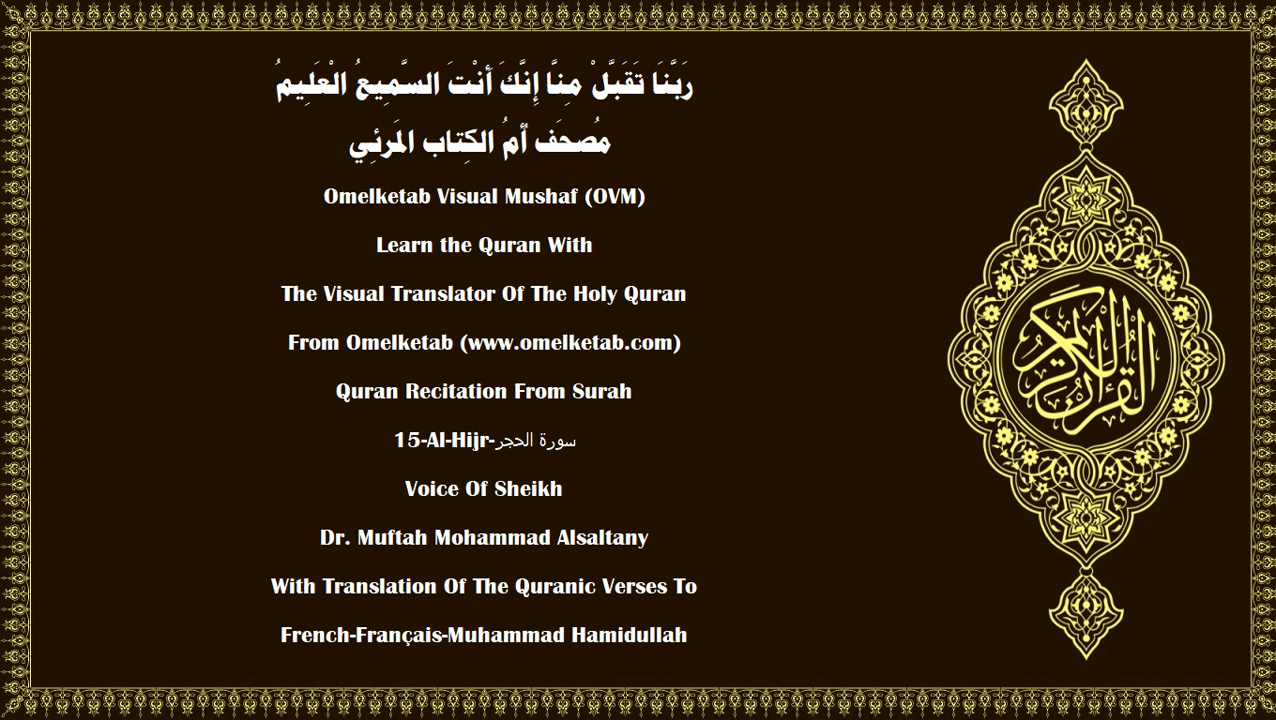 رَبَّنَا تَقَبَّلْ مِنَّا إِنَّكَ أَنْتَ السَّمِيعُ الْعَلِيمُ
مُصحَف أمُ الكِتاب المَرئِي
Omelketab Visual Mushaf (OVM)
Learn the Quran With
The Visual Translator Of The Holy Quran
From Omelketab (www.omelketab.com)
Quran Recitation From Surah
15-Al-Hijr-سورة الحجر
Voice Of Sheikh
Dr. Muftah Mohammad Alsaltany
With Translation Of The Quranic Verses To
French-Français-Muhammad Hamidullah
القرآن الكريم